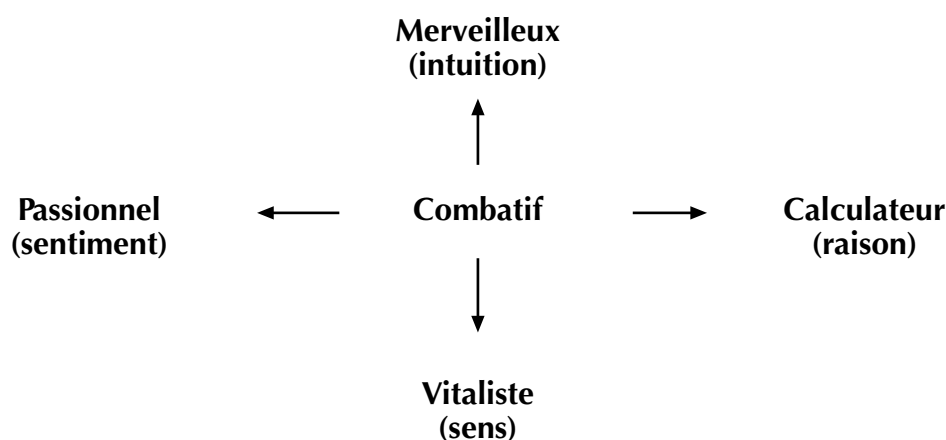 Merveilleux
(intuition)
Passionnel
(sentiment)
Combatif
Calculateur
(raison)
Vitaliste
(sens)